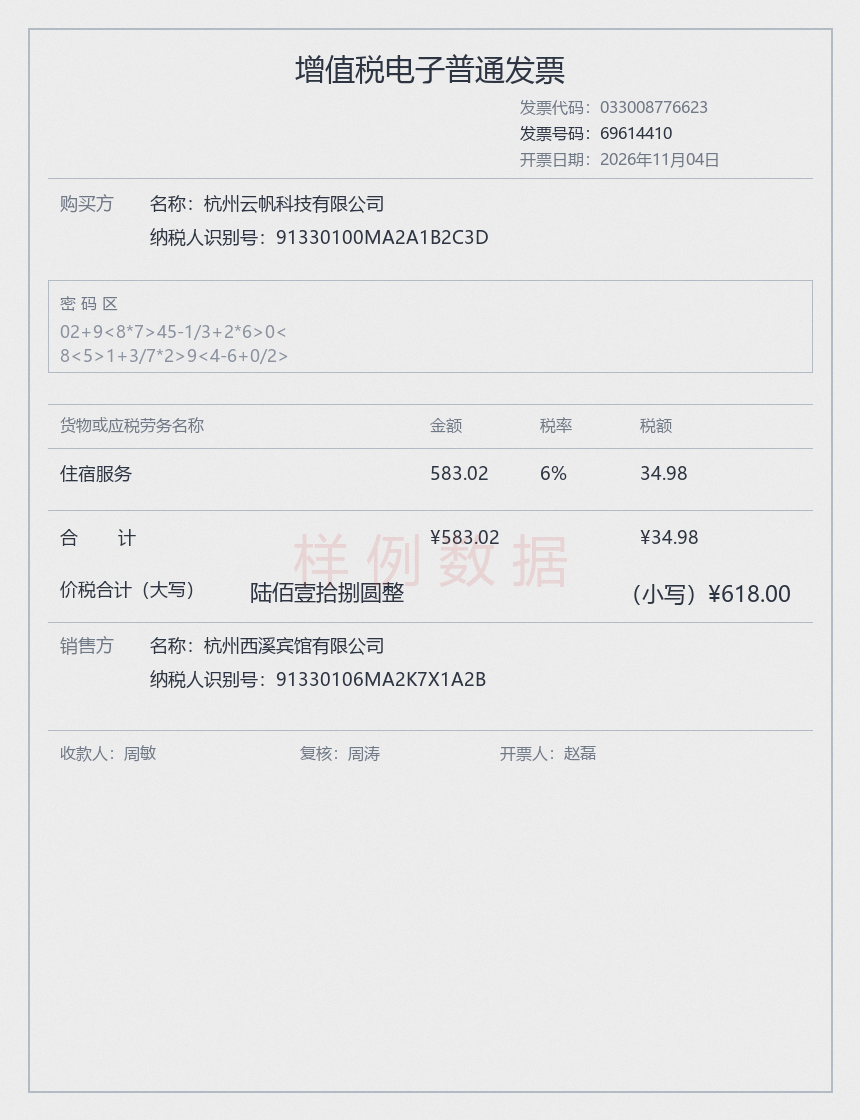 增值税电子普通发票
发票代码：033008776623
发票号码：69614410
开票日期：2026年11月04日
购买方 名称：杭州云帆科技有限公司
纳税人识别号：91330100MA2A1B2C3D
密码区
02+9<8*7>45-1/3+2*6>0<
8<5>1+3/7*2>9<4-6+0/2>
货物或应税劳务名称 金额 税率 税额
住宿服务 583.02 6% 34.98
合 计 ¥583.02 ¥34.98
样例数据
价税合计（大写） 陆佰壹拾捌圆整 （小写）¥618.00
销售方 名称：杭州西溪宾馆有限公司
纳税人识别号：91330106MA2K7X1A2B
收款人：周敏 复核：周涛 开票人：赵磊